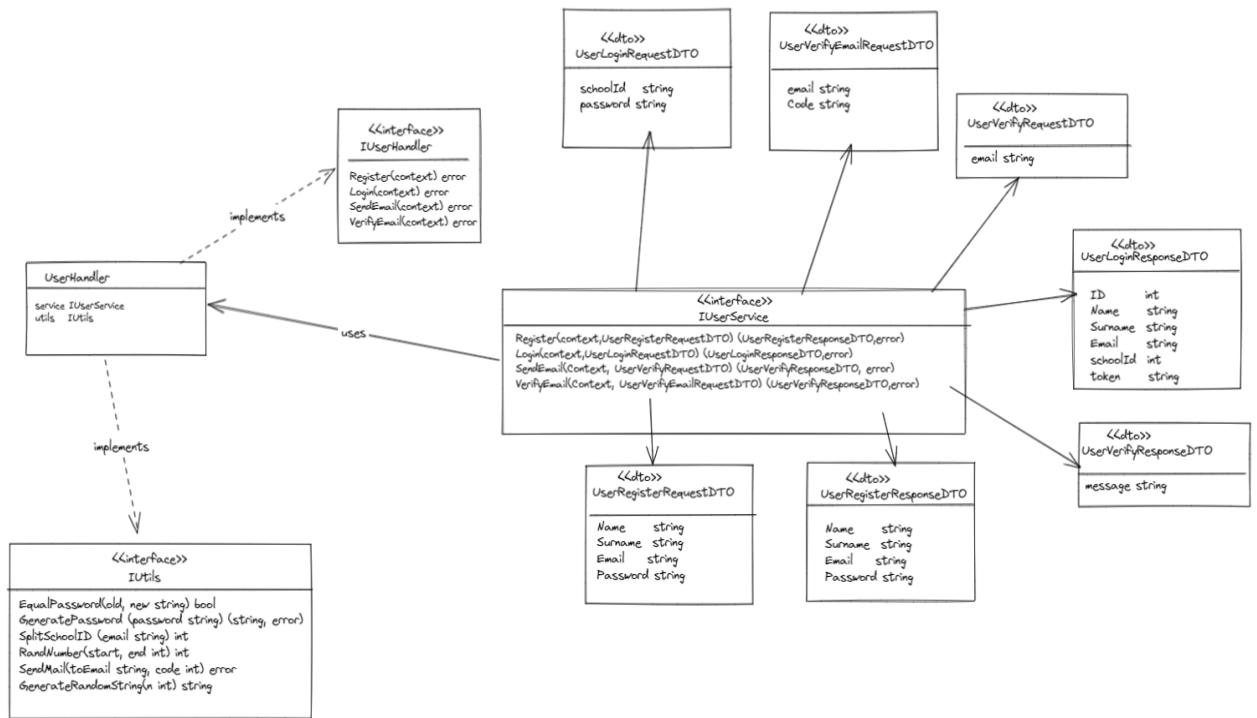 <<dto>>
UserLoginRequestDTO
schoolId string
password string
<<dto>>
UserVerifyEmailRequestDTO
email string
Code string
<<dto>>
UserVerifyRequestDTO
email string
<<interface>>
IUserHandler
Register(context) error
Login(context) error
SendEmail(context) error
VerifyEmail(context) error
implements
UserHandler
service IUserService
utils IUtils
uses
<<interface>>
IUserService
Register(context,UserRegisterRequestDTO) (UserRegisterResponseDTO,error)
Login(context,UserLoginRequestDTO) (UserLoginResponseDTO,error)
SendEmail(Context, UserVerifyRequestDTO) (UserVerifyResponseDTO, error)
VerifyEmail(Context, UserVerifyEmailRequestDTO) (UserVerifyResponseDTO,error)
<<dto>>
UserLoginResponseDTO
ID int
Name string
Surname string
Email string
schoolId int
token string
<<dto>>
UserVerifyResponseDTO
message string
implements
<<dto>>
UserRegisterRequestDTO
Name string
Surname string
Email string
Password string
<<dto>>
UserRegisterResponseDTO
Name string
Surname string
Email string
Password string
<<interface>>
IUtils
EqualPassword(old, new string) bool
GeneratePassword (password string) (string, error)
SplitSchoolID (email string) int
RandNumber(start, end int) int
SendMail(toEmail string, code int) error
GenerateRandomString(n int) string